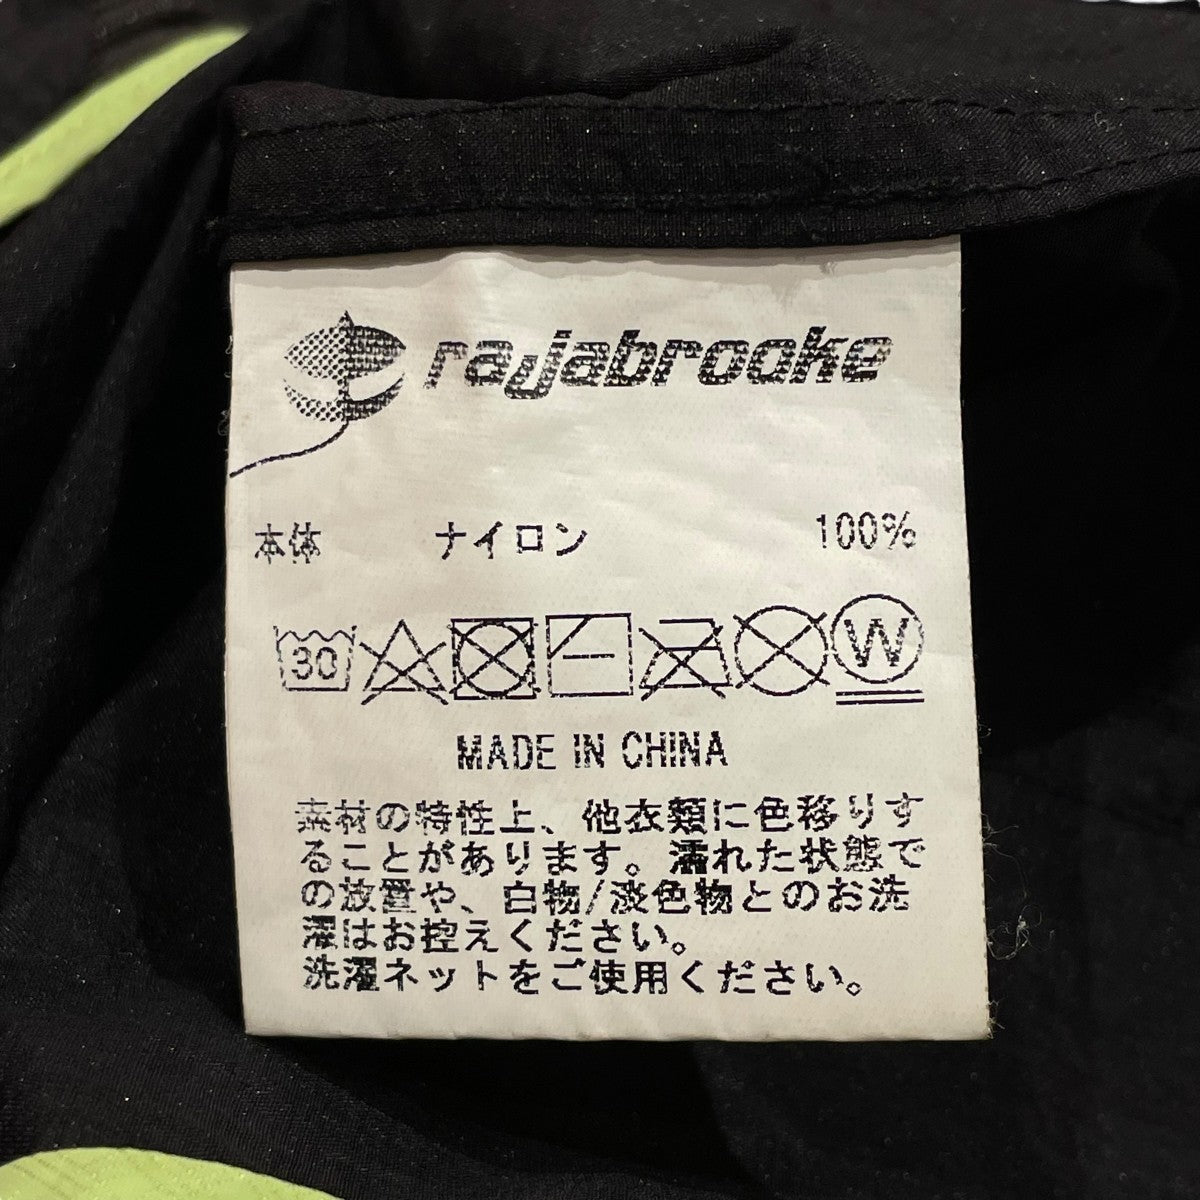 rajabrooke
本体 ナイロン 100%
30 W
MADE IN CHINA
素材の特性上、他衣類に色移りす
ることがあります。濡れた状態で
の放置や、白物/淡色物とのお洗
濯はお控えください。
洗濯ネットをご使用ください。